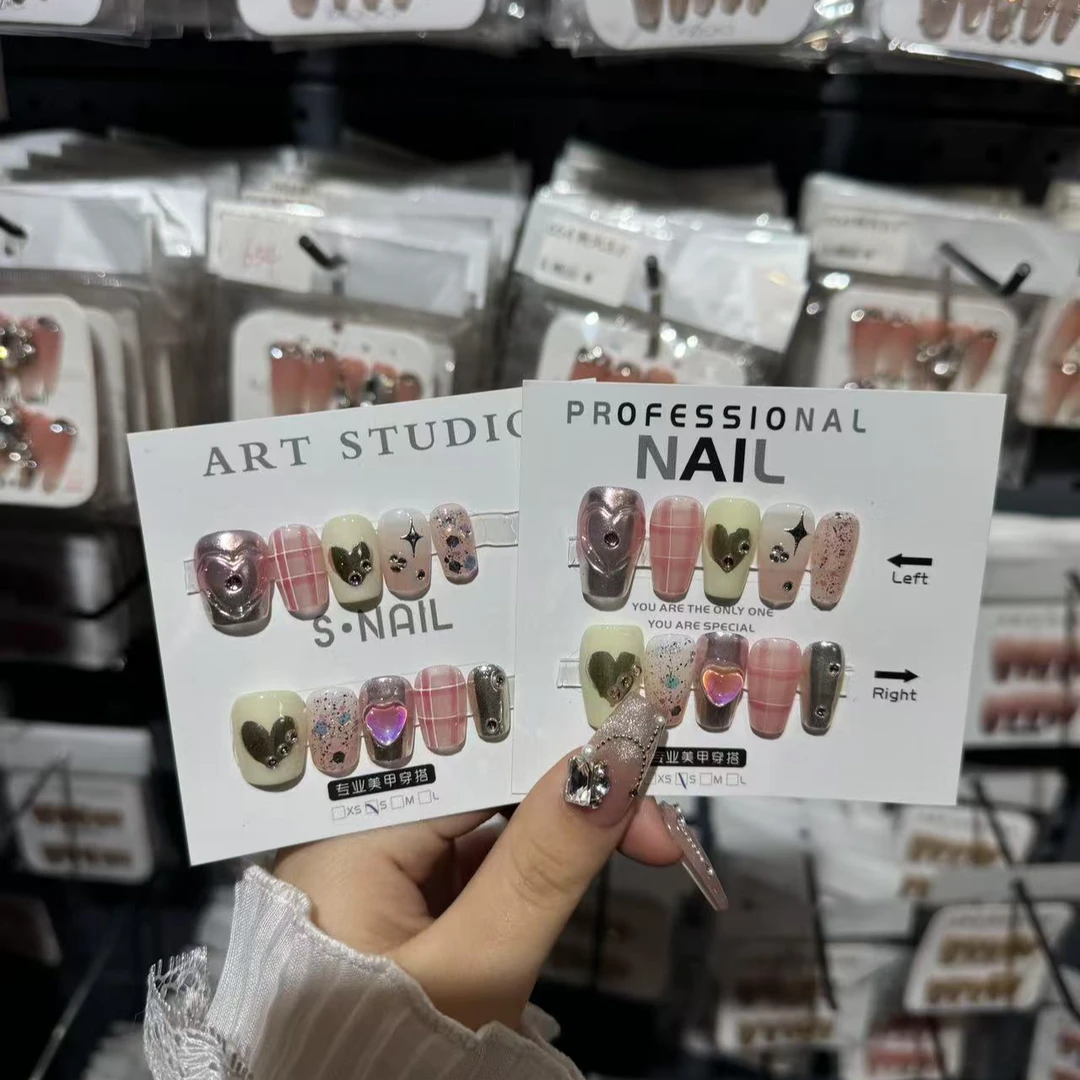 ART STUDIO
S·NAIL
专业美甲穿搭
XS S M L
PROFESSIONAL
NAIL
Left
YOU ARE THE ONLY ONE
YOU ARE SPECIAL
Right
业美甲穿搭
XS S M L